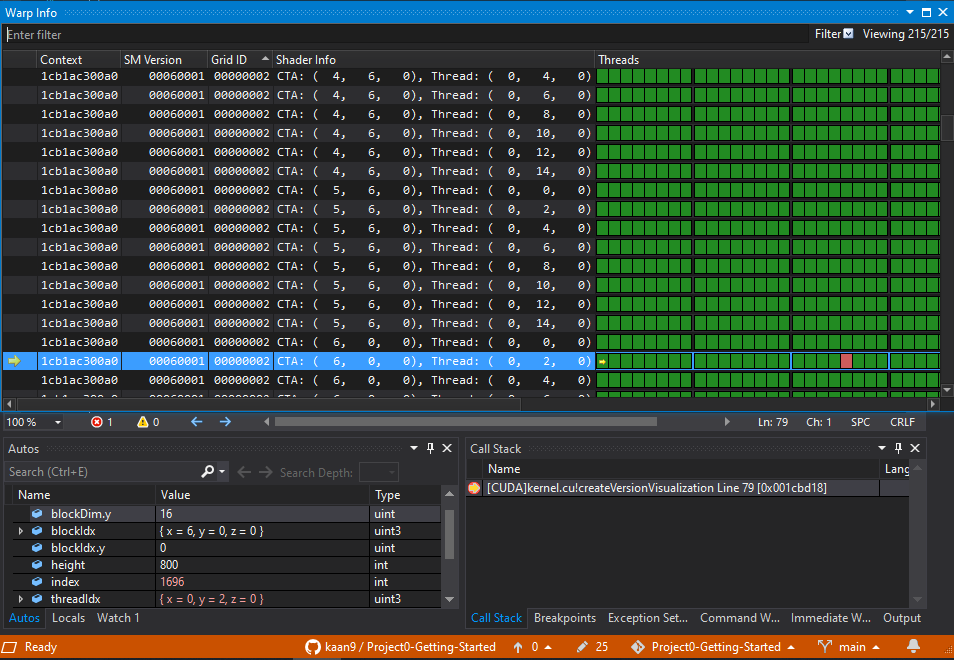 Warp Info
Enter filter Filter Viewing 215/215
Context SM Version Grid ID Shader Info Threads
1cb1ac300a0 00060001 00000002 CTA: ( 4, 6, 0), Thread: ( 0, 4, 0)
1cb1ac300a0 00060001 00000002 CTA: ( 4, 6, 0), Thread: ( 0, 6, 0)
1cb1ac300a0 00060001 00000002 CTA: ( 4, 6, 0), Thread: ( 0, 8, 0)
1cb1ac300a0 00060001 00000002 CTA: ( 4, 6, 0), Thread: ( 0, 10, 0)
1cb1ac300a0 00060001 00000002 CTA: ( 4, 6, 0), Thread: ( 0, 12, 0)
1cb1ac300a0 00060001 00000002 CTA: ( 4, 6, 0), Thread: ( 0, 14, 0)
1cb1ac300a0 00060001 00000002 CTA: ( 5, 6, 0), Thread: ( 0, 0, 0)
1cb1ac300a0 00060001 00000002 CTA: ( 5, 6, 0), Thread: ( 0, 2, 0)
1cb1ac300a0 00060001 00000002 CTA: ( 5, 6, 0), Thread: ( 0, 4, 0)
1cb1ac300a0 00060001 00000002 CTA: ( 5, 6, 0), Thread: ( 0, 6, 0)
1cb1ac300a0 00060001 00000002 CTA: ( 5, 6, 0), Thread: ( 0, 8, 0)
1cb1ac300a0 00060001 00000002 CTA: ( 5, 6, 0), Thread: ( 0, 10, 0)
1cb1ac300a0 00060001 00000002 CTA: ( 5, 6, 0), Thread: ( 0, 12, 0)
1cb1ac300a0 00060001 00000002 CTA: ( 5, 6, 0), Thread: ( 0, 14, 0)
1cb1ac300a0 00060001 00000002 CTA: ( 6, 0, 0), Thread: ( 0, 0, 0)
1cb1ac300a0 00060001 00000002 CTA: ( 6, 0, 0), Thread: ( 0, 2, 0)
1cb1ac300a0 00060001 00000002 CTA: ( 6, 0, 0), Thread: ( 0, 4, 0)
100 % 1 0 Ln: 79 Ch: 1 SPC CRLF
Autos
Search (Ctrl+E) Search Depth:
Name Value Type
blockDim.y 16 uint
blockIdx { x = 6, y = 0, z = 0 } uint3
blockIdx.y 0 uint
height 800 int
index 1696 int
threadIdx { x = 0, y = 2, z = 0 } uint3
Autos Locals Watch 1
Call Stack
Name Lang
[CUDA]kernel.cu!createVersionVisualization Line 79 [0x001cbd18]
Call Stack Breakpoints Exception Set... Command W... Immediate W... Output
Ready kaan9 / Project0-Getting-Started 0 25 Project0-Getting-Started main